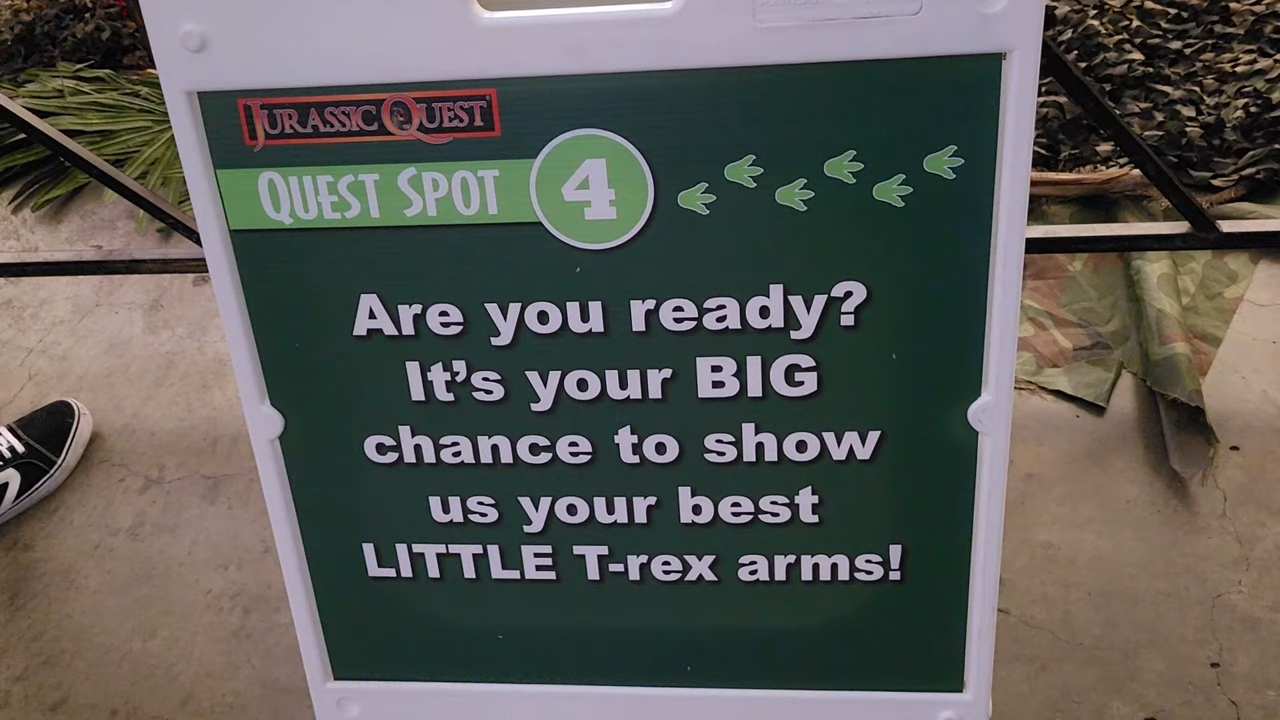 JURASSIC QUEST
QUEST SPOT 4
Are you ready?
It's your BIG
chance to show
us your best
LITTLE T-rex arms!